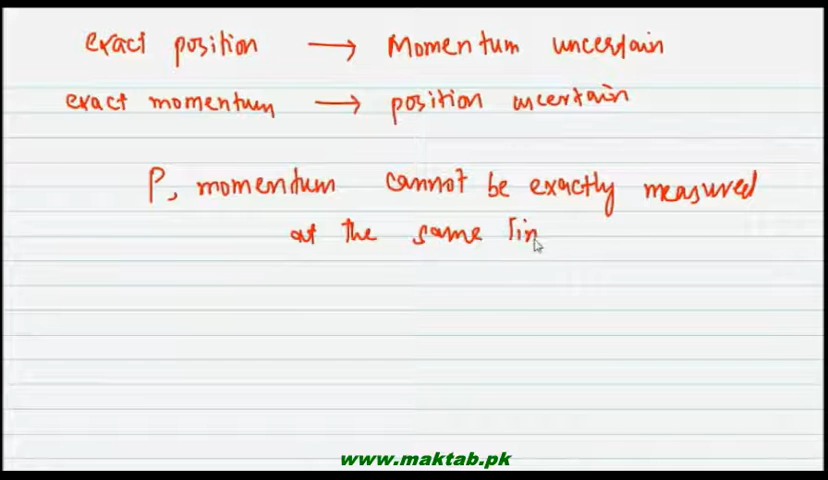 exact position → Momentum uncertain
exact momentum → position uncertain
P, momentum cannot be exactly measured
at the same Tim
www.maktab.pk